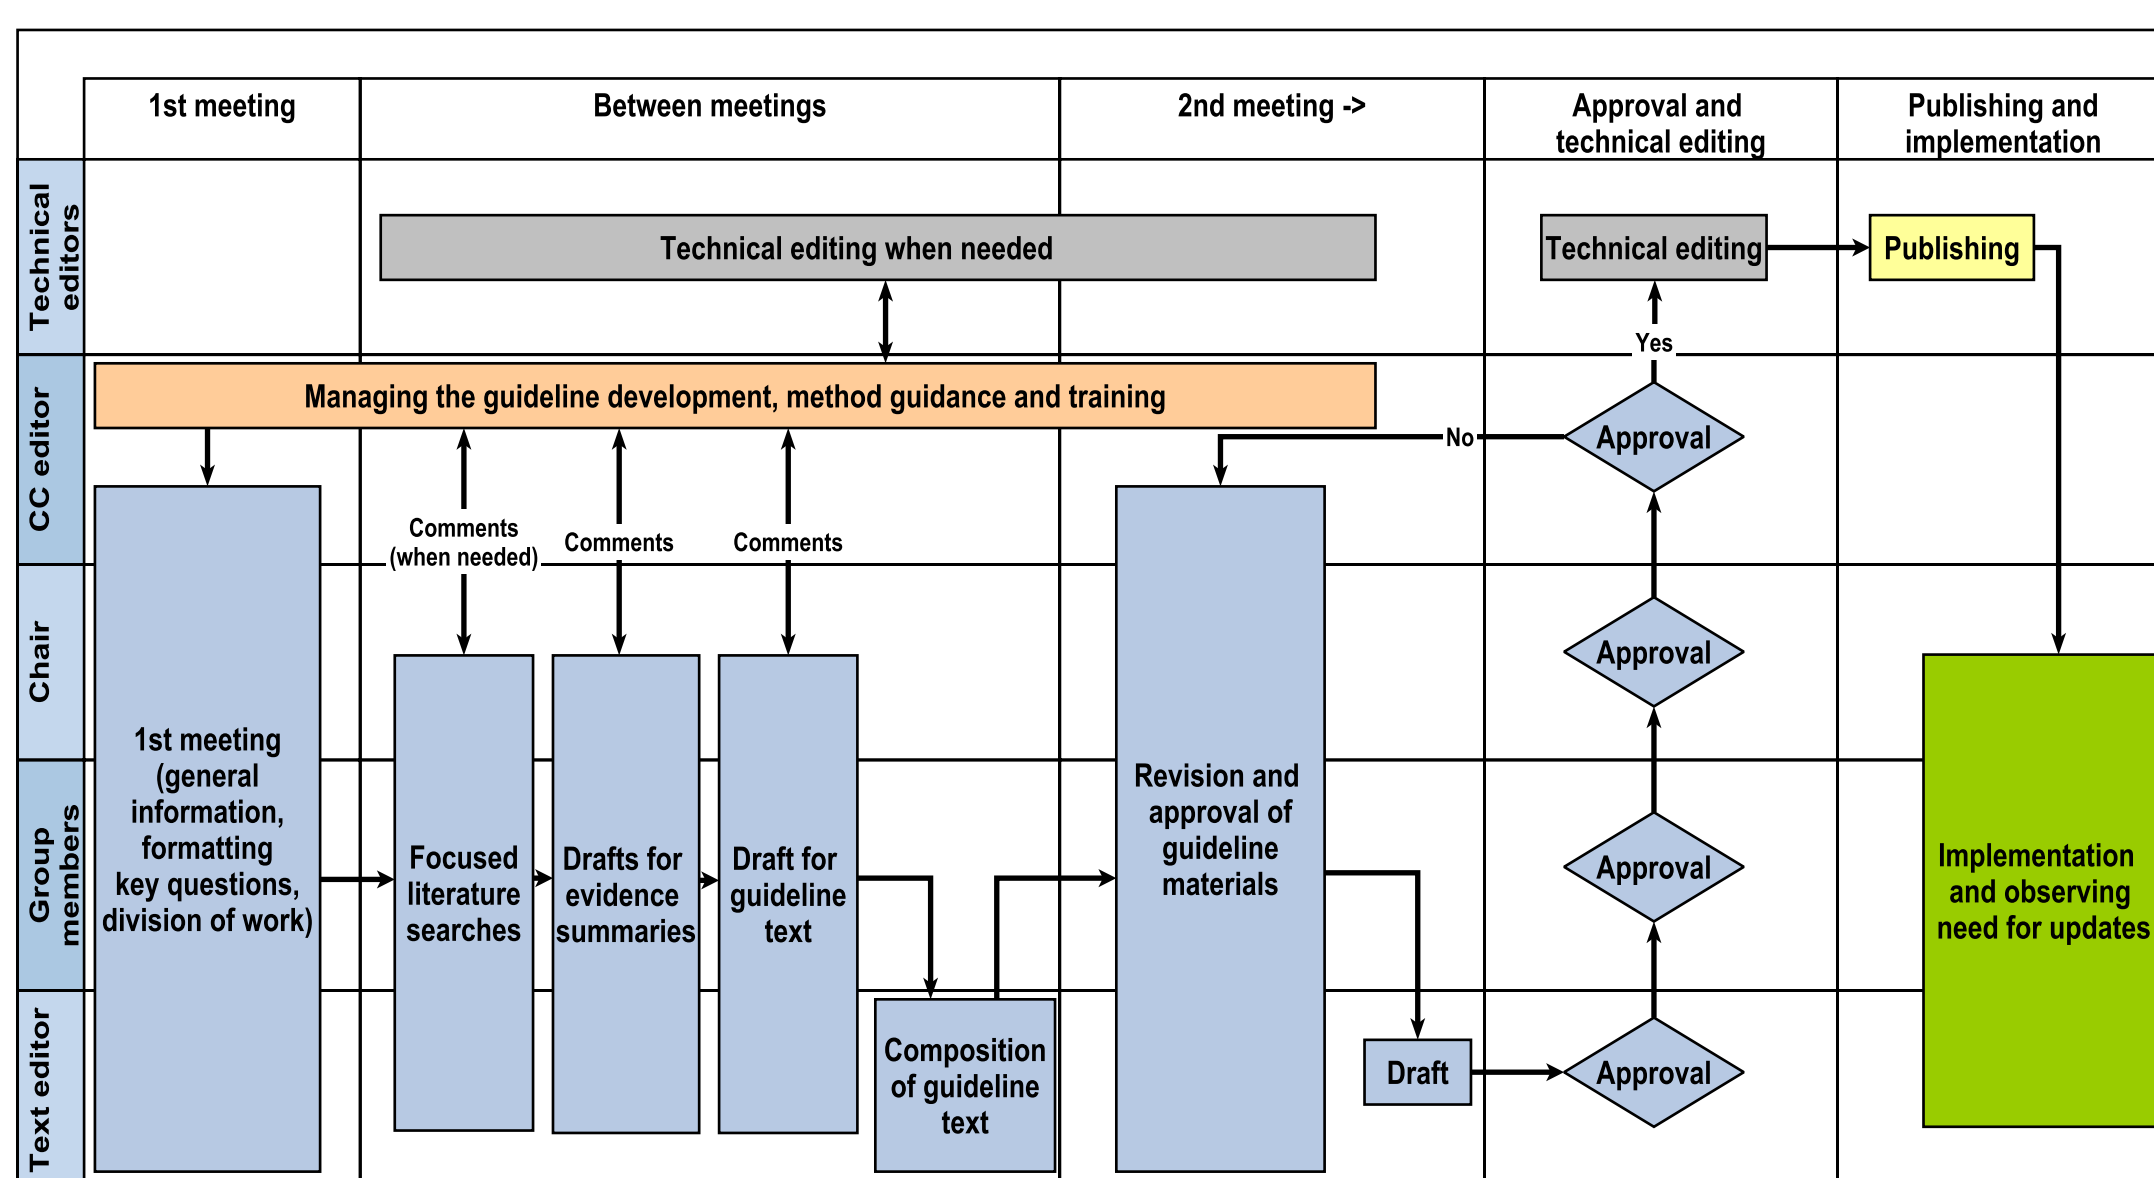 1st meeting
Between meetings
2nd meeting ->
Approval and
technical editing
Publishing and
implementation
Technical
editors
Technical editing when needed
Technical editing
Publishing
Yes
CC editor
Managing the guideline development, method guidance and training
Approval
No
Comments
(when needed)
Comments
Comments
Chair
Approval
Group
members
1st meeting
(general
information,
formatting
key questions,
division of work)
Focused
literature
searches
Drafts for
evidence
summaries
Draft for
guideline
text
Revision and
approval of
guideline
materials
Approval
Implementation
and observing
need for updates
Text editor
Composition
of guideline
text
Draft
Approval